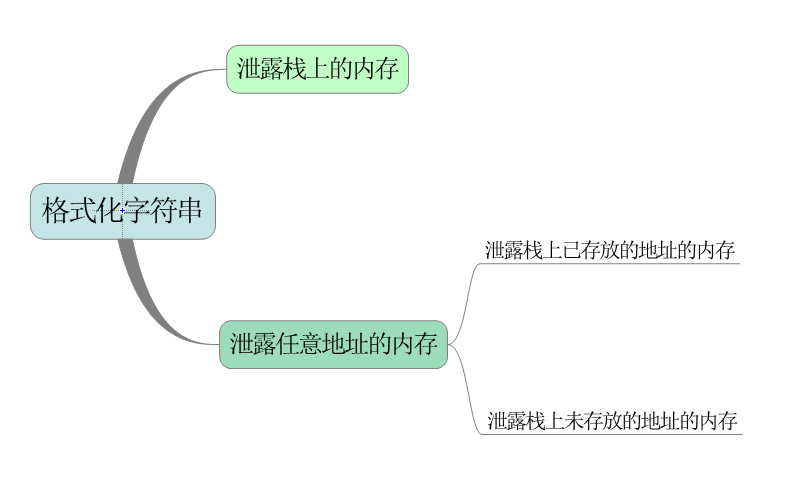 泄露栈上的内存
格式化字符串
泄露栈上已存放的地址的内存
泄露任意地址的内存
泄露栈上未存放的地址的内存